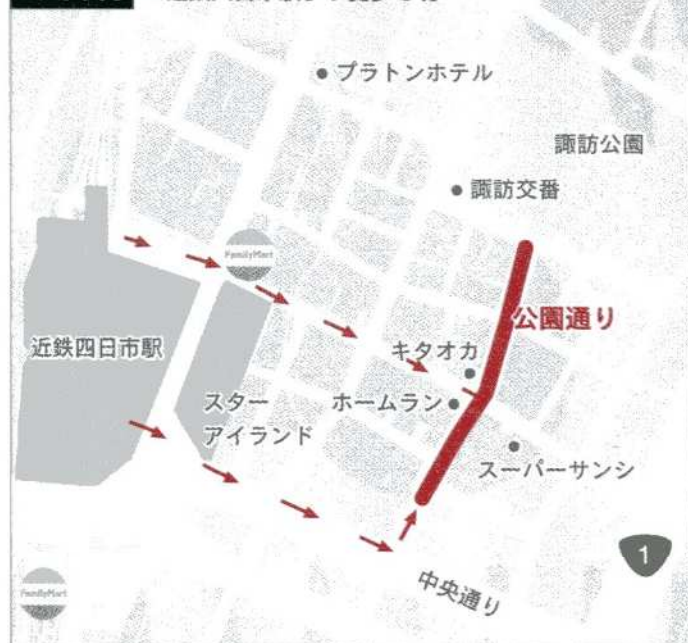 プラトンホテル
諏訪公園
諏訪交番
FamilyMart
公園通り
近鉄四日市駅
キタオカ
スター
アイランド
ホームラン
スーパーサンシ
1
中央通り
FamilyMart